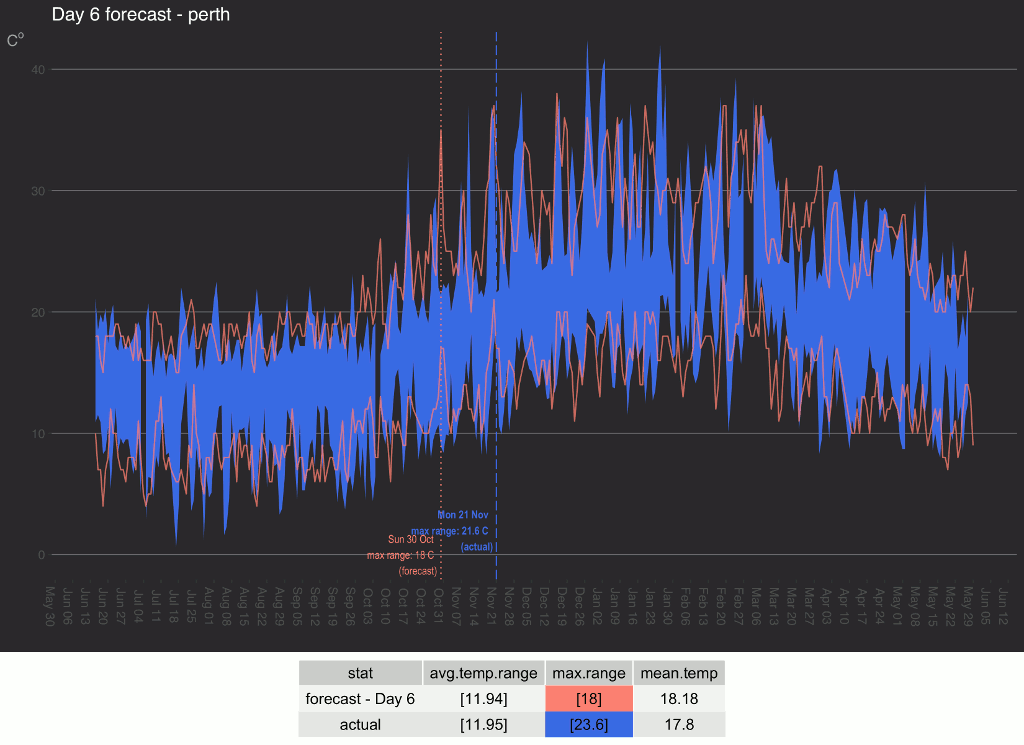 Day 6 forecast - perth
C°
40
30
20
10
0
Mon 21 Nov
max range: 21.6 C
(actual)
Sun 30 Oct
max range: 18 C
(forecast)
May 30
Jun 06
Jun 13
Jun 20
Jun 27
Jul 04
Jul 11
Jul 18
Jul 25
Aug 01
Aug 08
Aug 15
Aug 22
Aug 29
Sep 05
Sep 12
Sep 19
Sep 26
Oct 03
Oct 10
Oct 17
Oct 24
Oct 31
Nov 07
Nov 14
Nov 21
Nov 28
Dec 05
Dec 12
Dec 19
Dec 26
Jan 02
Jan 09
Jan 16
Jan 23
Jan 30
Feb 06
Feb 13
Feb 20
Feb 27
Mar 06
Mar 13
Mar 20
Mar 27
Apr 03
Apr 10
Apr 17
Apr 24
May 01
May 08
May 15
May 22
May 29
Jun 05
Jun 12
stat avg.temp.range max.range mean.temp
forecast - Day 6 [11.94] [18] 18.18
actual [11.95] [23.6] 17.8